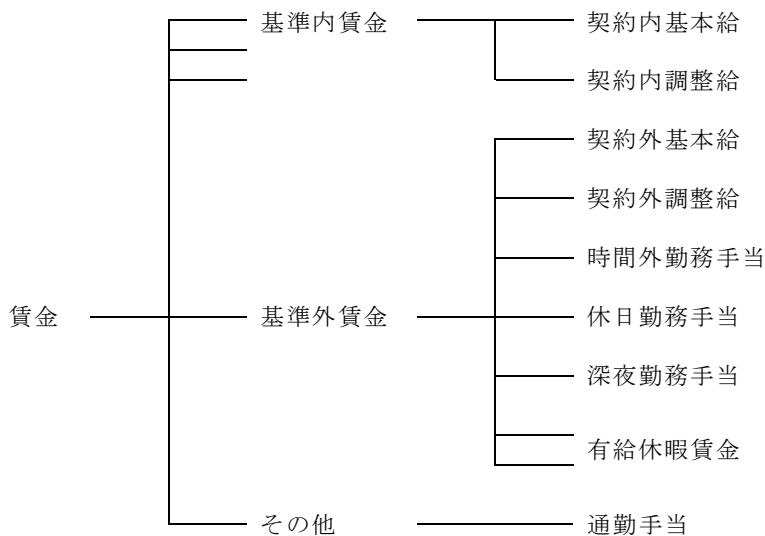 基準内賃金 契約内基本給
契約内調整給
契約外基本給
契約外調整給
時間外勤務手当
賃金 基準外賃金 休日勤務手当
深夜勤務手当
有給休暇賃金
その他 通勤手当